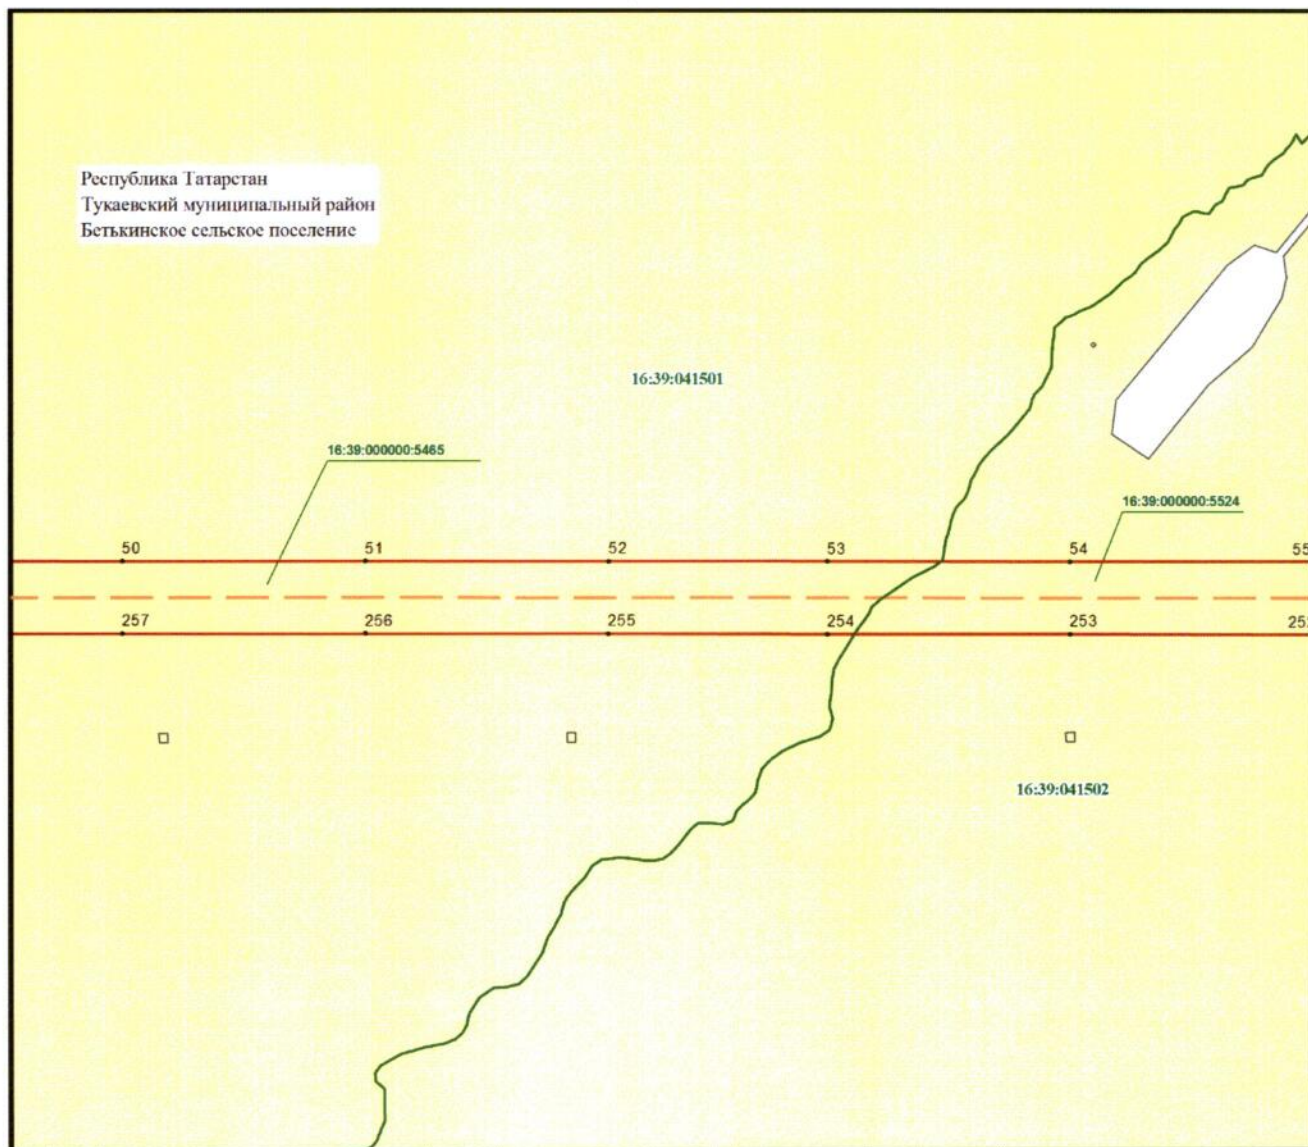 Республика Татарстан
Тукаевский муниципальный район
Бетькинское сельское поселение
16:39:041501
16:39:000000:5465
16:39:000000:5524
50 51 52 53 54 55
257 256 255 254 253
16:39:041502